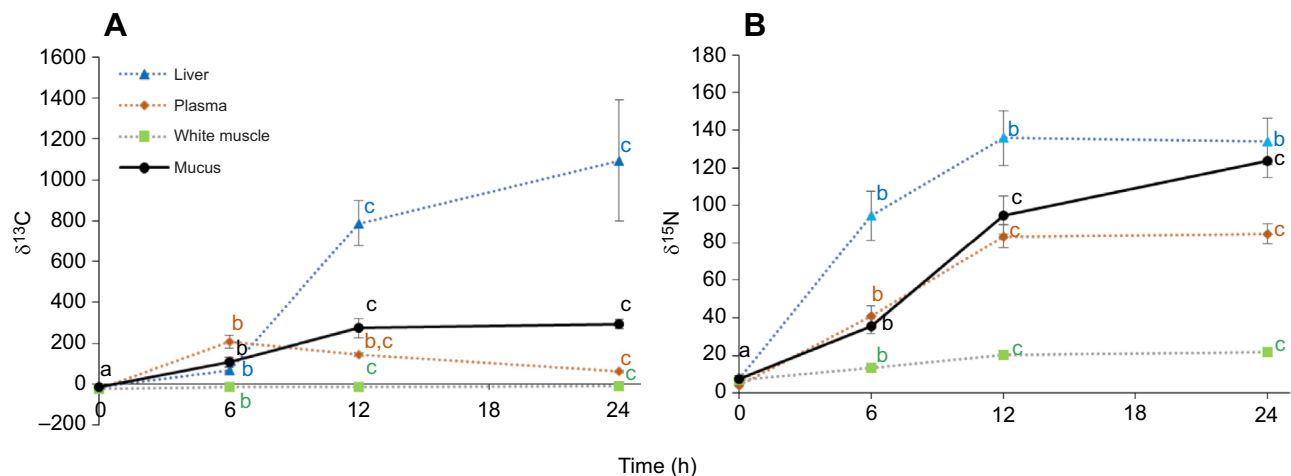 A
1600
1400
1200
1000
800
600
400
200
0
–200
δ13C
Liver
Plasma
White muscle
Mucus
a
b
b
b
b
c
c
b,c
c
c
c
c
c
0
6
12
18
24
B
180
160
140
120
100
80
60
40
20
0
δ15N
a
b
b
b
b
b
c
c
c
b
c
c
c
0
6
12
18
24
Time (h)